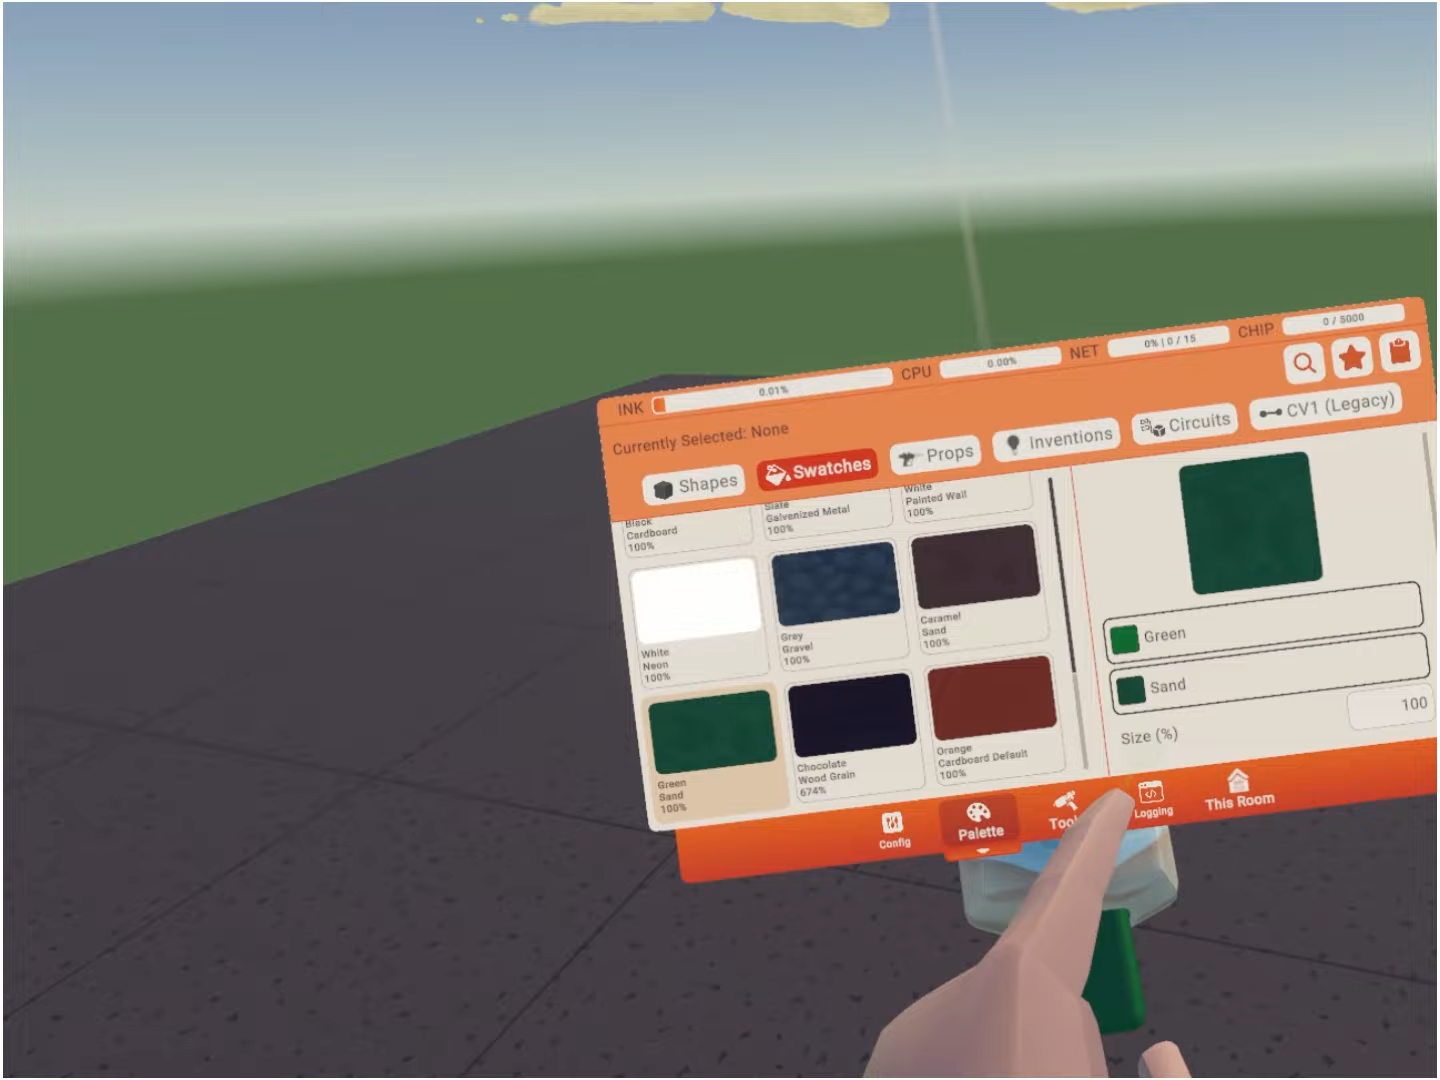 INK 0.01% CPU 0.00% NET 0% | 0 / 15 CHIP 0 / 5000
Currently Selected: None
Shapes Swatches Props Inventions Circuits CV1 (Legacy)
Black
Cardboard
100%
Slate
Galvanized Metal
100%
White
Painted Wall
100%
White
Neon
100%
Gray
Gravel
100%
Caramel
Sand
100%
Green
Sand
100%
Chocolate
Wood Grain
674%
Orange
Cardboard Default
100%
Green
Sand
Size (%) 100
Config Palette Logging This Room